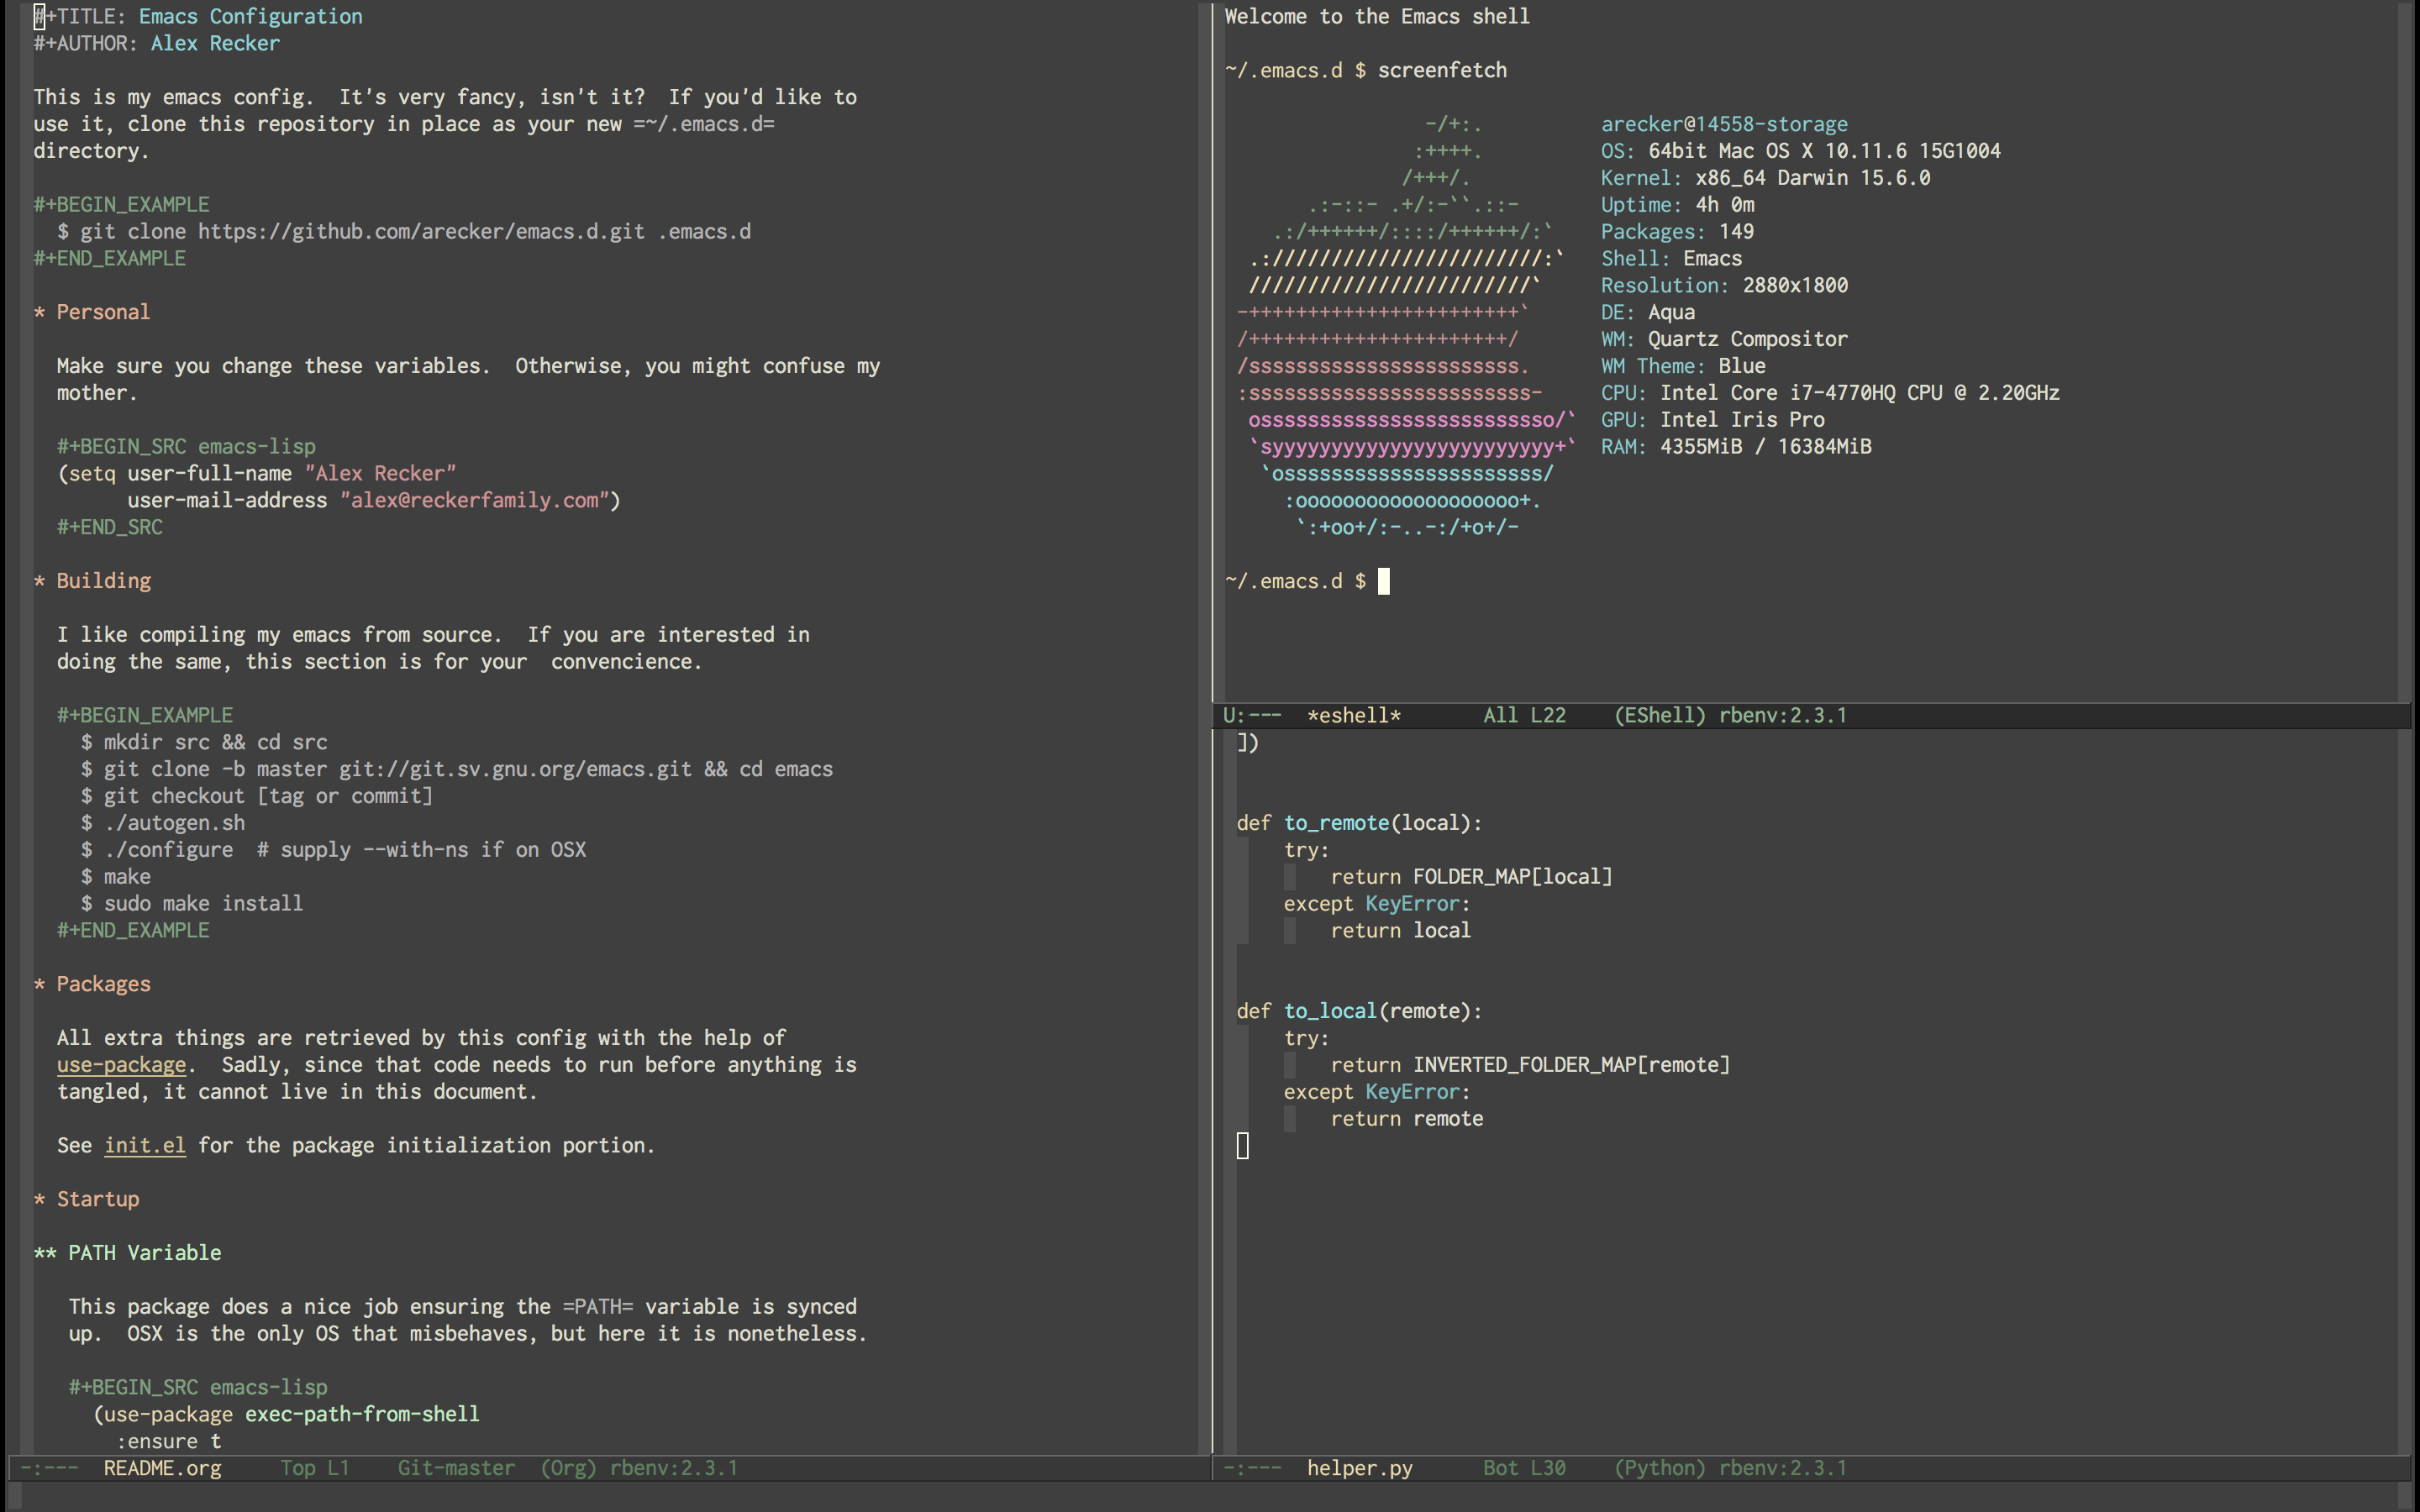 #+TITLE: Emacs Configuration
#+AUTHOR: Alex Recker
This is my emacs config.  It's very fancy, isn't it?  If you'd like to
use it, clone this repository in place as your new =~/.emacs.d=
directory.
#+BEGIN_EXAMPLE
  $ git clone https://github.com/arecker/emacs.d.git .emacs.d
#+END_EXAMPLE
* Personal
  Make sure you change these variables.  Otherwise, you might confuse my
  mother.
  #+BEGIN_SRC emacs-lisp
  (setq user-full-name "Alex Recker"
        user-mail-address "alex@reckerfamily.com")
  #+END_SRC
* Building
  I like compiling my emacs from source.  If you are interested in
  doing the same, this section is for your  convencience.
  #+BEGIN_EXAMPLE
    $ mkdir src && cd src
    $ git clone -b master git://git.sv.gnu.org/emacs.git && cd emacs
    $ git checkout [tag or commit]
    $ ./autogen.sh
    $ ./configure  # supply --with-ns if on OSX
    $ make
    $ sudo make install
  #+END_EXAMPLE
* Packages
  All extra things are retrieved by this config with the help of
  use-package.  Sadly, since that code needs to run before anything is
  tangled, it cannot live in this document.
  See init.el for the package initialization portion.
* Startup
** PATH Variable
   This package does a nice job ensuring the =PATH= variable is synced
   up.  OSX is the only OS that misbehaves, but here it is nonetheless.
   #+BEGIN_SRC emacs-lisp
     (use-package exec-path-from-shell
       :ensure t
-:---  README.org     Top L1    Git-master  (Org) rbenv:2.3.1
Welcome to the Emacs shell
~/.emacs.d $ screenfetch
                 -/+:.          arecker@14558-storage
                :++++.          OS: 64bit Mac OS X 10.11.6 15G1004
               /+++/.           Kernel: x86_64 Darwin 15.6.0
       .:-::- .+/:-``.::-       Uptime: 4h 0m
    .:/++++++/::::/++++++/:`    Packages: 149
  .:///////////////////////:`   Shell: Emacs
  ////////////////////////`     Resolution: 2880x1800
 -+++++++++++++++++++++++`      DE: Aqua
 /++++++++++++++++++++++/       WM: Quartz Compositor
 /sssssssssssssssssssssss.      WM Theme: Blue
 :ssssssssssssssssssssssss-     CPU: Intel Core i7-4770HQ CPU @ 2.20GHz
  osssssssssssssssssssssssso/`  GPU: Intel Iris Pro
  `syyyyyyyyyyyyyyyyyyyyyyyy+`  RAM: 4355MiB / 16384MiB
   `ossssssssssssssssssssss/
     :ooooooooooooooooooo+.
      `:+oo+/:-..-:/+o+/-
~/.emacs.d $
U:---  *eshell*       All L22    (EShell) rbenv:2.3.1
])
def to_remote(local):
    try:
        return FOLDER_MAP[local]
    except KeyError:
        return local
def to_local(remote):
    try:
        return INVERTED_FOLDER_MAP[remote]
    except KeyError:
        return remote
-:---  helper.py      Bot L30    (Python) rbenv:2.3.1